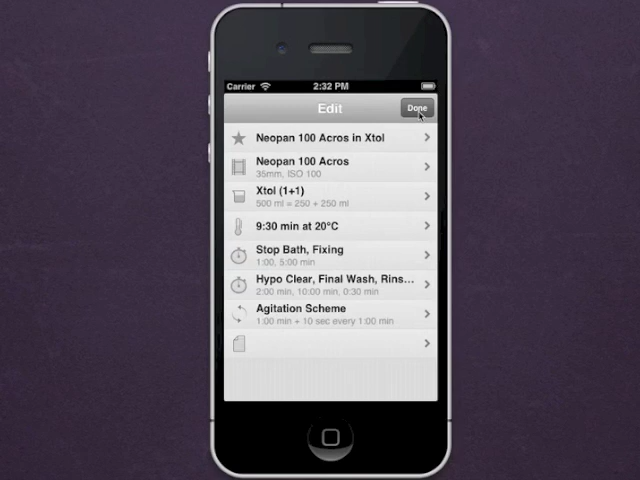 Carrier 2:32 PM
Edit
Done
Neopan 100 Acros in Xtol
Neopan 100 Acros
35mm, ISO 100
Xtol (1+1)
500 ml = 250 + 250 ml
9:30 min at 20°C
Stop Bath, Fixing
1:00, 5:00 min
Hypo Clear, Final Wash, Rins...
2:00 min, 10:00 min, 0:30 min
Agitation Scheme
1:00 min + 10 sec every 1:00 min